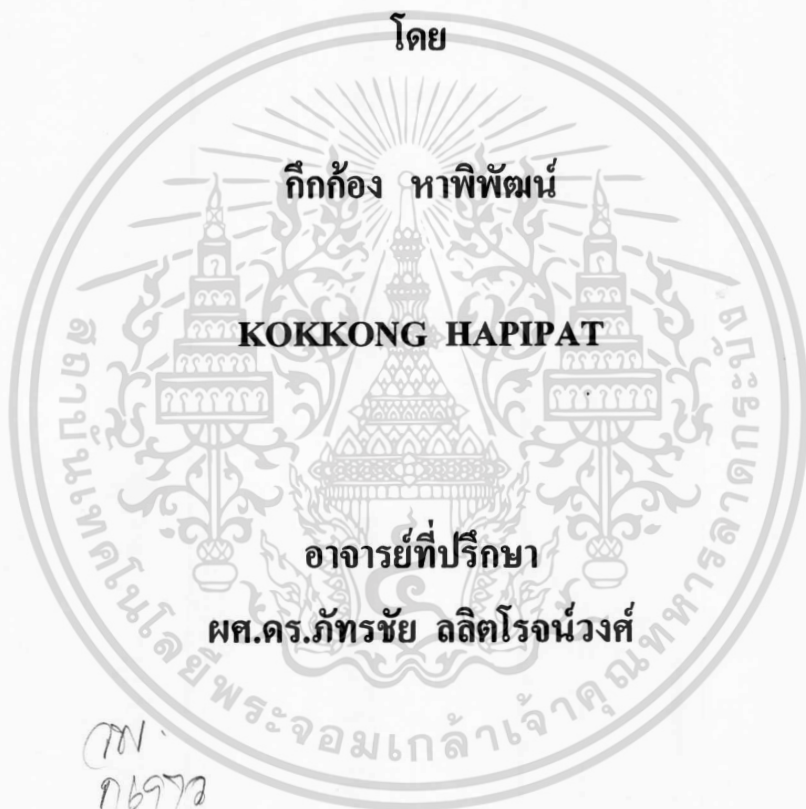 โดย
กึกก้อง หาพิพัฒน์
KOKKONG HAPIPAT
อาจารย์ที่ปรึกษา
ผศ.ดร.ภัทรชัย ลลิตโรจน์วงศ์
สถาบันเทคโนโลยีพระจอมเกล้าเจ้าคุณทหารลาดกระบัง